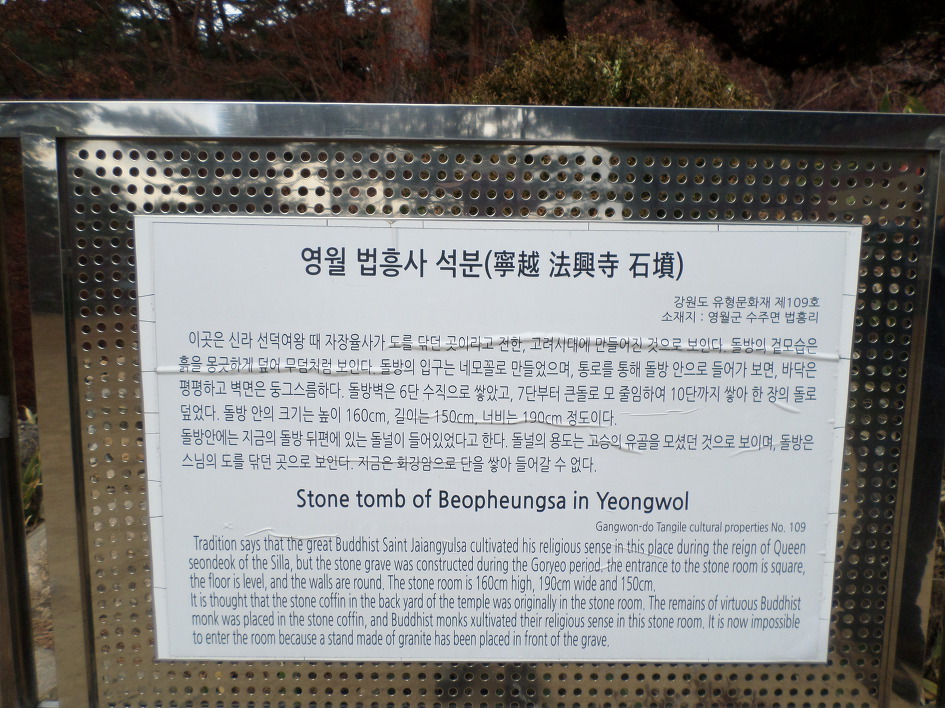 영월 법흥사 석분(寧越 法興寺 石墳)
강원도 유형문화재 제109호
소재지 : 영월군 수주면 법흥리
이곳은 신라 선덕여왕 때 자장율사가 도를 닦던 곳이라고 전한, 고려시대에 만들어진 것으로 보인다. 돌방의 겉모습은
흙을 몽긋하게 덮어 무덤처럼 보인다. 돌방의 입구는 네모꼴로 만들었으며, 통로를 통해 돌방 안으로 들어가 보면, 바닥은
평평하고 벽면은 둥그스름하다. 돌방벽은 6단 수직으로 쌓았고, 7단부터 큰돌로 모 줄임하여 10단까지 쌓아 한 장의 돌로
덮었다. 돌방 안의 크기는 높이 160cm, 길이는 150cm, 너비는 190cm 정도이다.
돌방안에는 지금의 돌방 뒤편에 있는 돌널이 들어있었다고 한다. 돌널의 용도는 고승의 유골을 모셨던 것으로 보이며, 돌방은
스님의 도를 닦던 곳으로 보인다. 지금은 화강암으로 단을 쌓아 들어갈 수 없다.
Stone tomb of Beopheungsa in Yeongwol
Gangwon-do Tangile cultural properties No. 109
Tradition says that the great Buddhist Saint Jaiangyulsa cultivated his religious sense in this place during the reign of Queen
seondeok of the Silla, but the stone grave was constructed during the Goryeo period, the entrance to the stone room is square,
the floor is level, and the walls are round. The stone room is 160cm high, 190cm wide and 150cm.
It is thought that the stone coffin in the back yard of the temple was originally in the stone room. The remains of virtuous Buddhist
monk was placed in the stone coffin, and Buddhist monks xultivated their religious sense in this stone room. It is now impossible
to enter the room because a stand made of granite has been placed in front of the grave.